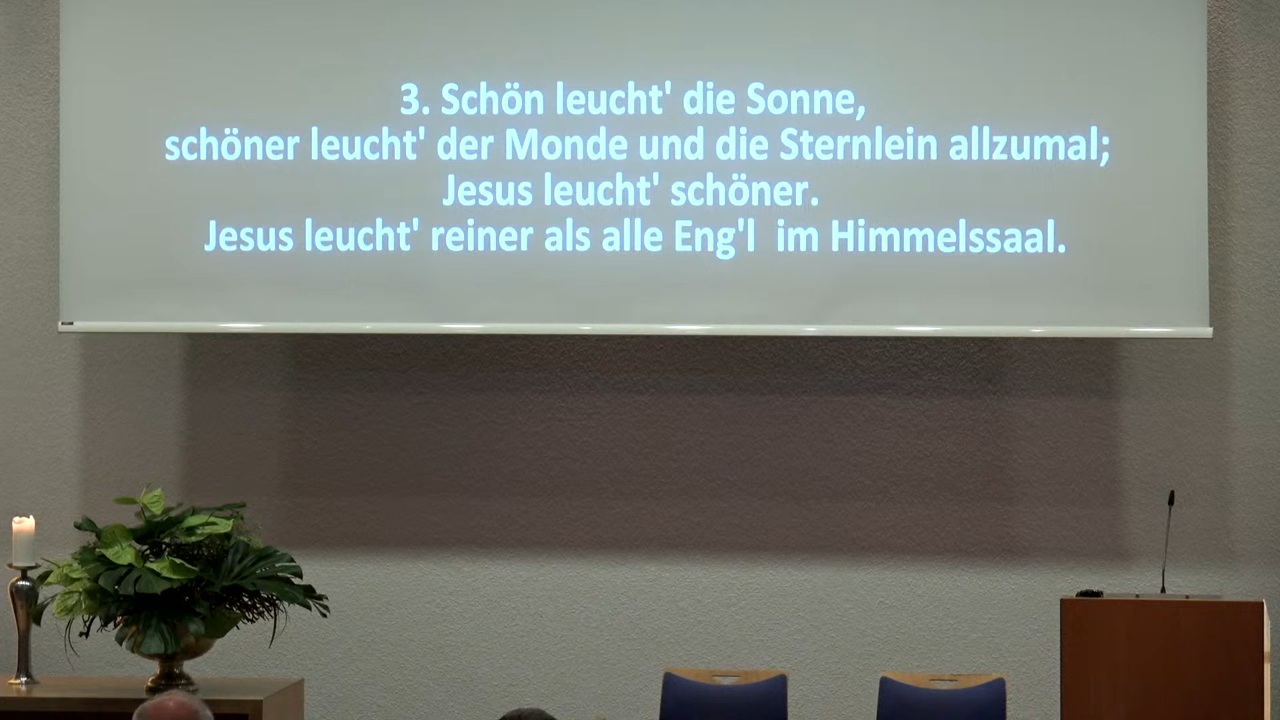 3. Schön leucht' die Sonne,
schöner leucht' der Monde und die Sternlein allzumal;
Jesus leucht' schöner.
Jesus leucht' reiner als alle Eng'l  im Himmelssaal.